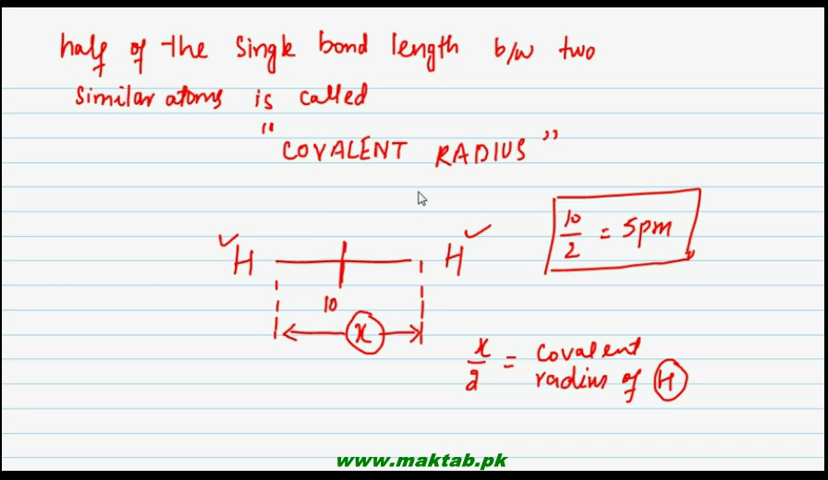 half of the single bond length b/w two
similar atoms is called
"COVALENT RADIUS"
H H
10/2 = 5pm
10
x
x/2 = covalent
radius of H
www.maktab.pk